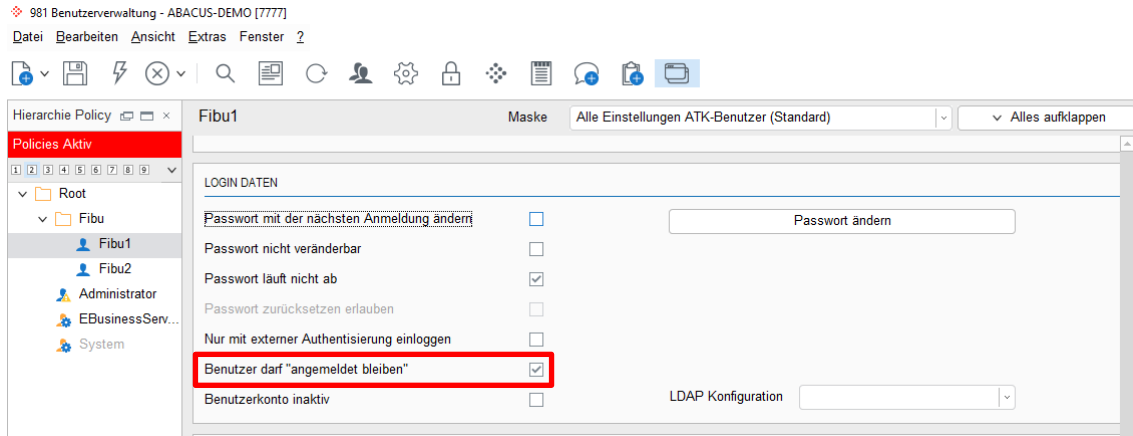 981 Benutzerverwaltung - ABACUS-DEMO [7777]
Datei Bearbeiten Ansicht Extras Fenster ?
Hierarchie Policy
Fibu1 Maske Alle Einstellungen ATK-Benutzer (Standard) Alles aufklappen
Policies Aktiv
1 2 3 4 5 6 7 8 9
Root
Fibu
Fibu1
Fibu2
Administrator
EBusinessServ...
System
LOGIN DATEN
Passwort mit der nächsten Anmeldung ändern Passwort ändern
Passwort nicht veränderbar
Passwort läuft nicht ab
Passwort zurücksetzen erlauben
Nur mit externer Authentisierung einloggen
Benutzer darf "angemeldet bleiben"
Benutzerkonto inaktiv LDAP Konfiguration